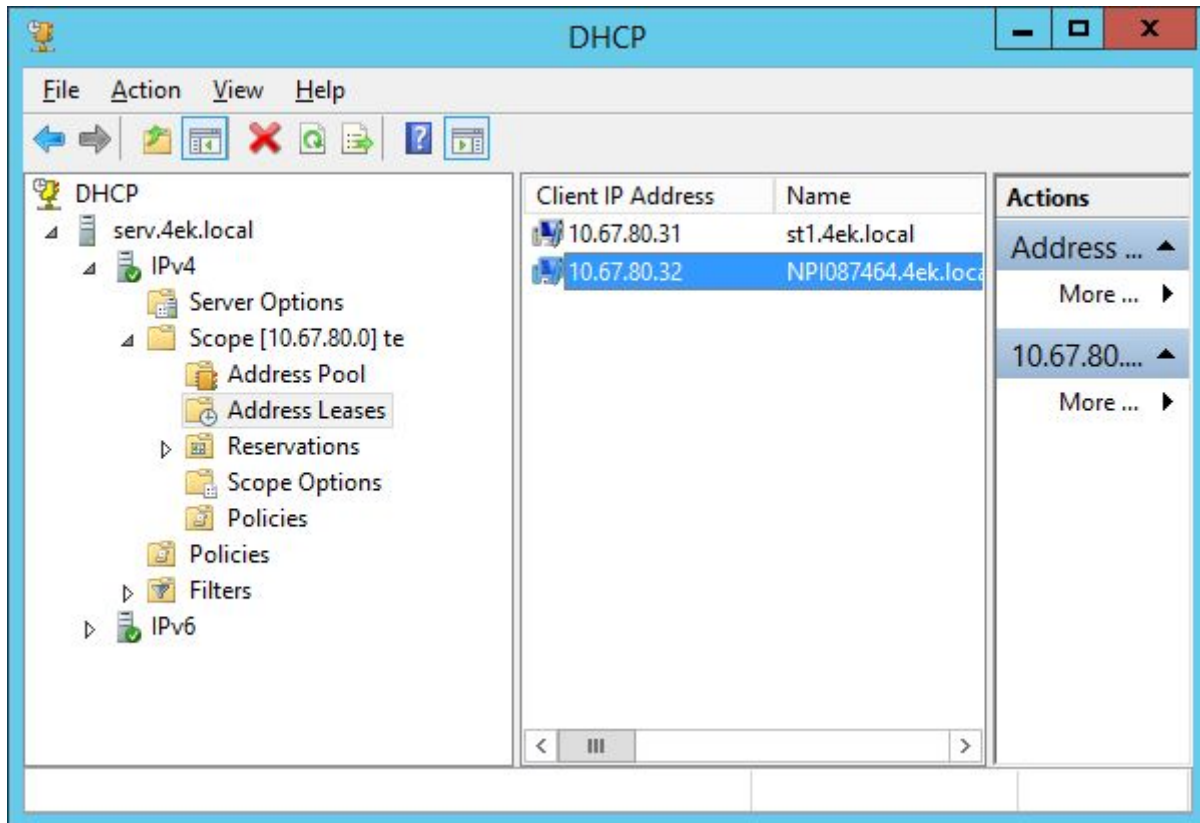 DHCP
File Action View Help
DHCP
serv.4ek.local
IPv4
Server Options
Scope [10.67.80.0] te
Address Pool
Address Leases
Reservations
Scope Options
Policies
Policies
Filters
IPv6
Client IP Address Name
10.67.80.31 st1.4ek.local
10.67.80.32 NPI087464.4ek.loca
Actions
Address ...
More ...
10.67.80....
More ...